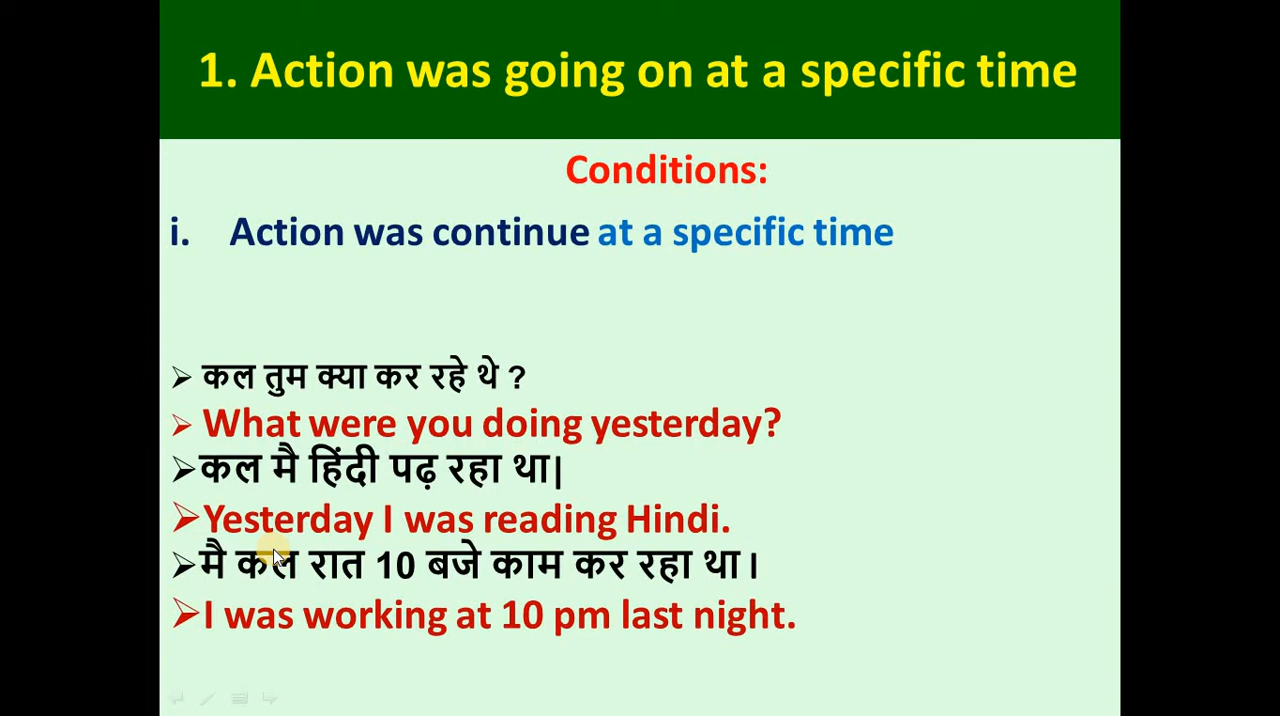 1. Action was going on at a specific time
Conditions:
i. Action was continue at a specific time
➢ कल तुम क्या कर रहे थे ?
➢ What were you doing yesterday?
➢कल मै हिंदी पढ़ रहा था|
➢Yesterday I was reading Hindi.
➢मै कल रात 10 बजे काम कर रहा था ।
➢I was working at 10 pm last night.